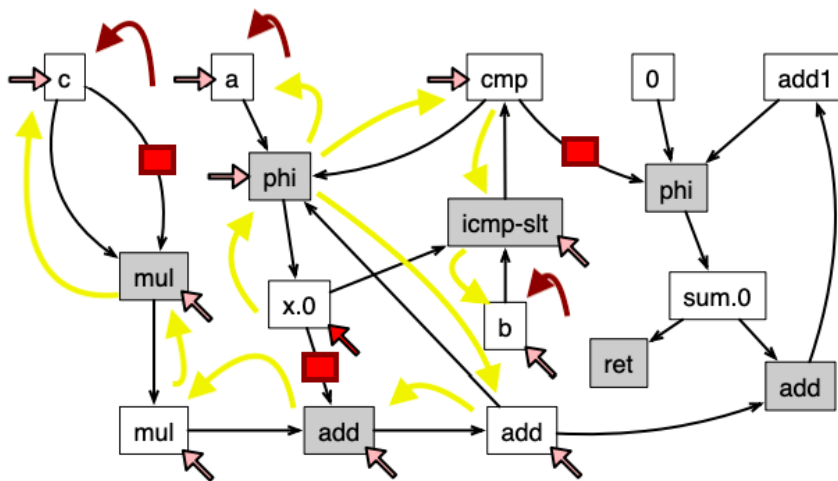 c
a
cmp
0
add1
phi
phi
icmp-slt
mul
x.0
sum.0
b
ret
add
mul
add
add